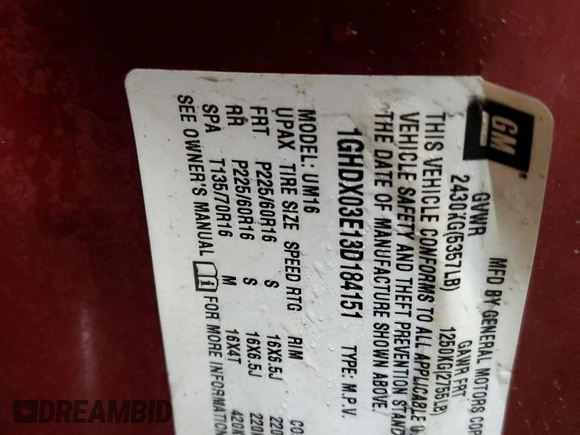 GM
MFD BY GENERAL MOTORS CORP
GVWR GAWR FRT
2430KG(5357LB) 1250KG(2755LB)
THIS VEHICLE CONFORMS TO ALL APPLICABLE
VEHICLE SAFETY AND THEFT PREVENTION
THE DATE OF MANUFACTURE SHOWN ABOVE.
1GHDX03E13D184151 TYPE: M.P.V.
MODEL: UM16
UPAX TIRE SIZE SPEED RTG RIM
FRT P225/60R16 S 16X6.5J
RR P225/60R16 S 16X6.5J
SPA T135/70R16 M 16X4T
SEE OWNER'S MANUAL FOR MORE INFORMATION
DREAMBID